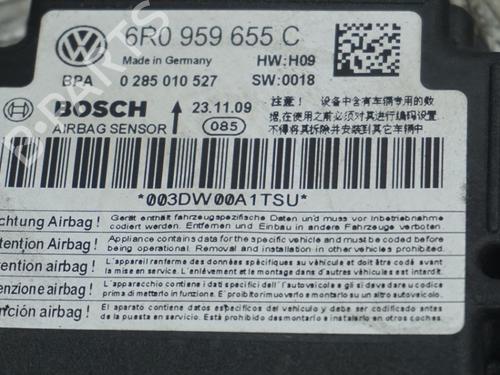 6R0 959 655 C
Made in Germany
HW:H09
BPA 0 285 010 527 SW:0018
BOSCH
AIRBAG SENSOR
23.11.09
085
注意! 设备中含有车辆专用的数
据,在使用之前必须对其进行编码设置
不得将其拆除并安装到其它车辆中
*003DW00A1TSU*
chtung Airbag! Gerät enthält fahrzeugspezifische Daten und muss vor Inbetriebnahme
codiert werden. Entfernen und Einbau in andere Fahrzeuge verboten
tention Airbag! Appliance contains data for the specific vehicle and must be coded before
being operational. Removal and installation in other vehicles prohibited.
ention airbag! L'appareil renferme des données spécifiques au véhicule et doit être codé avant
la mise en service. L'enlèvement et le montage dans d'autres véhicules est interdit.
enzione airbag! L'apparecchio contiene i dati specifici dell'autoveicolo e gli si deve dare u codice
prima di metterlo in funzione. E' proibito rimuoverlo e montarlo su un altro autoveicolo.
nción airbag! El aparato contiene datos específicos del vehículo y debe ser codificado antes
de la puesta en servicio. Está prohibido desmontarlo e instalarlo en otros coches.
D-PARTS